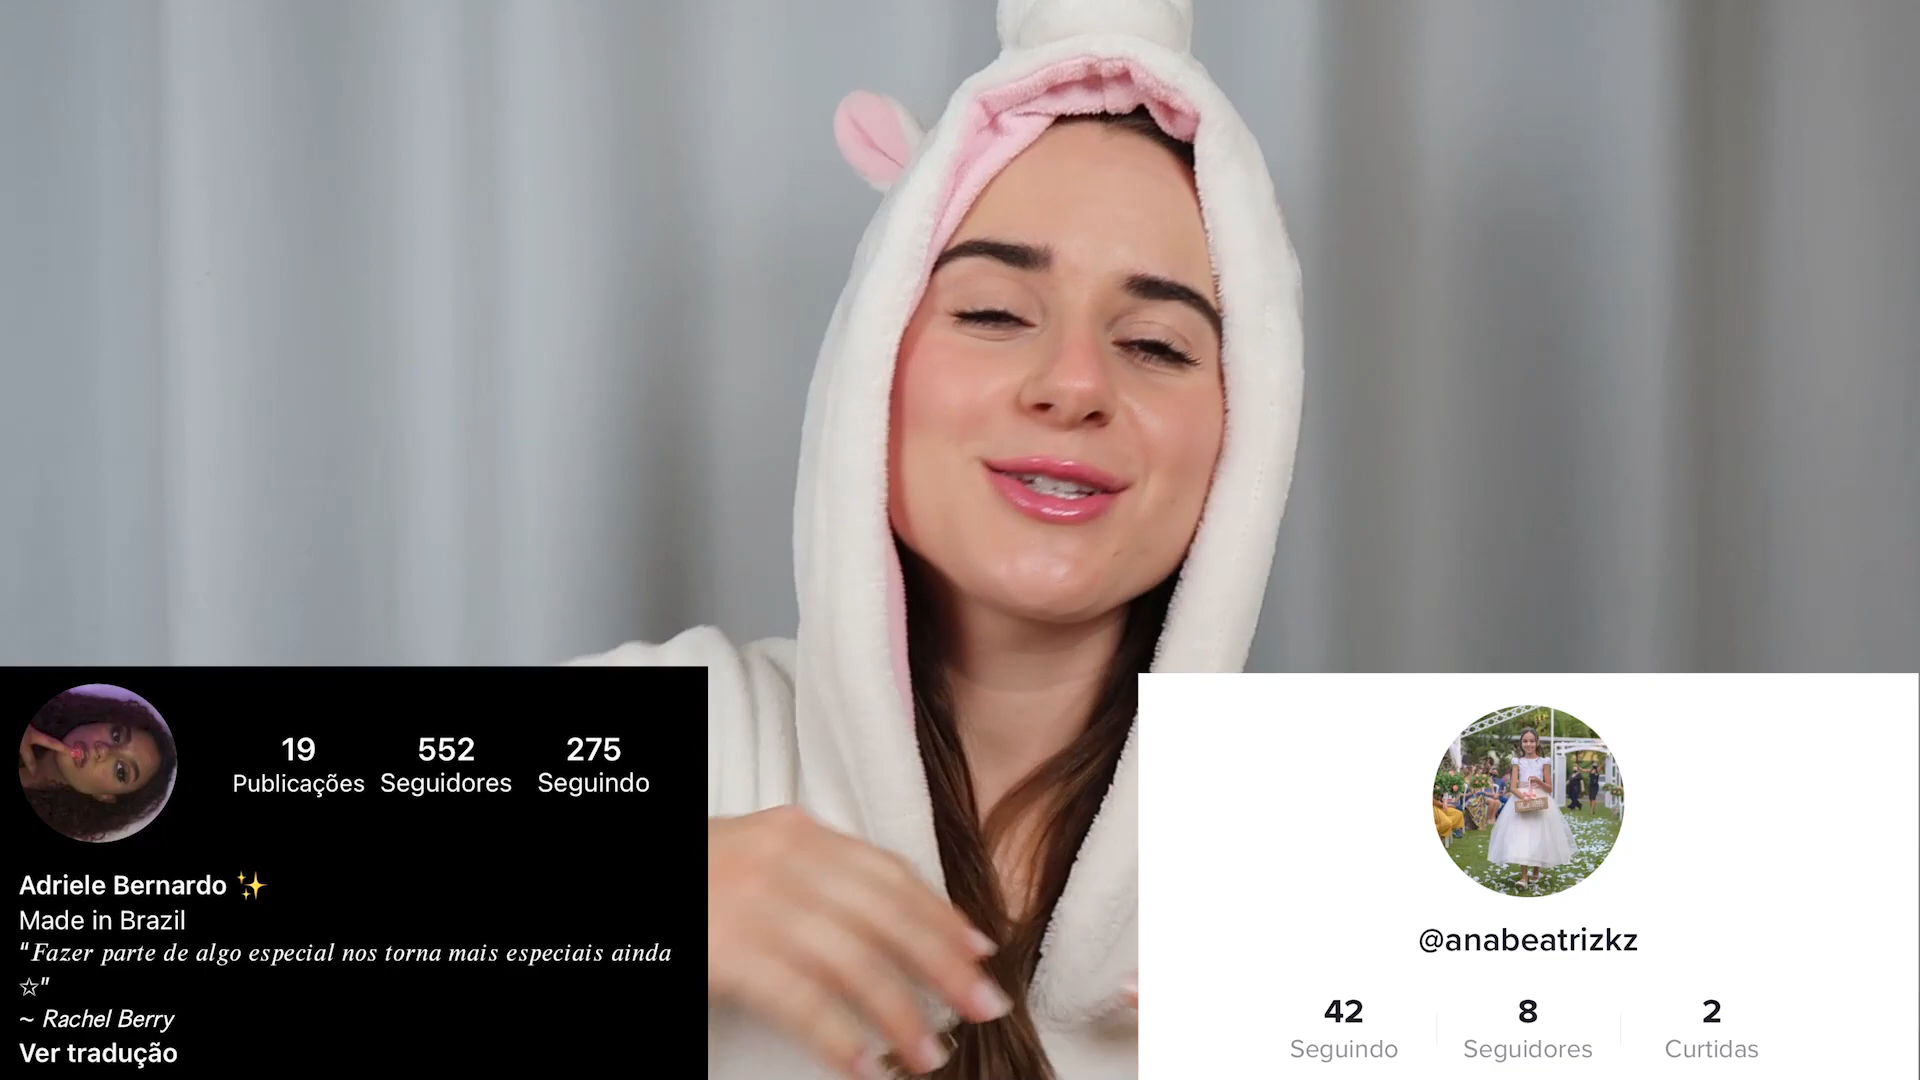 19 552 275
Publicações Seguidores Seguindo
Adriele Bernardo ✨
Made in Brazil
"Fazer parte de algo especial nos torna mais especiais ainda
☆"
~ Rachel Berry
Ver tradução
@anabeatrizkz
42 8 2
Seguindo Seguidores Curtidas